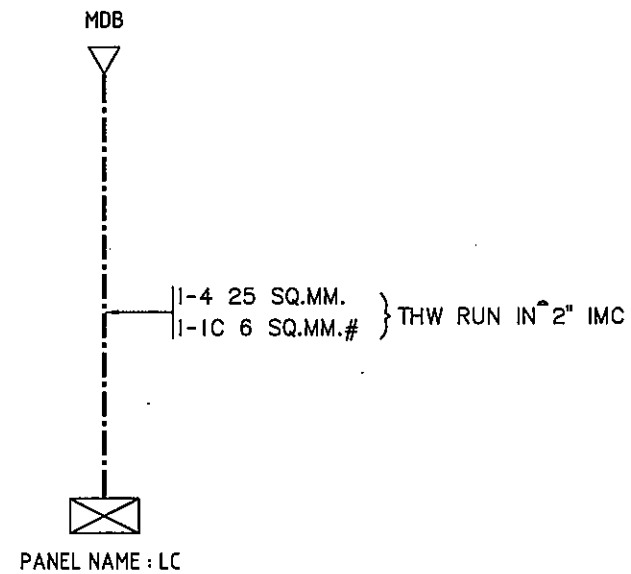 MDB
1-4 25 SQ.MM.
1-1C 6 SQ.MM.#
THW RUN IN 2" IMC
PANEL NAME : LC